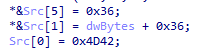 *&Src[5] = 0x36;
*&Src[1] = dwBytes + 0x36;
Src[0] = 0x4D42;